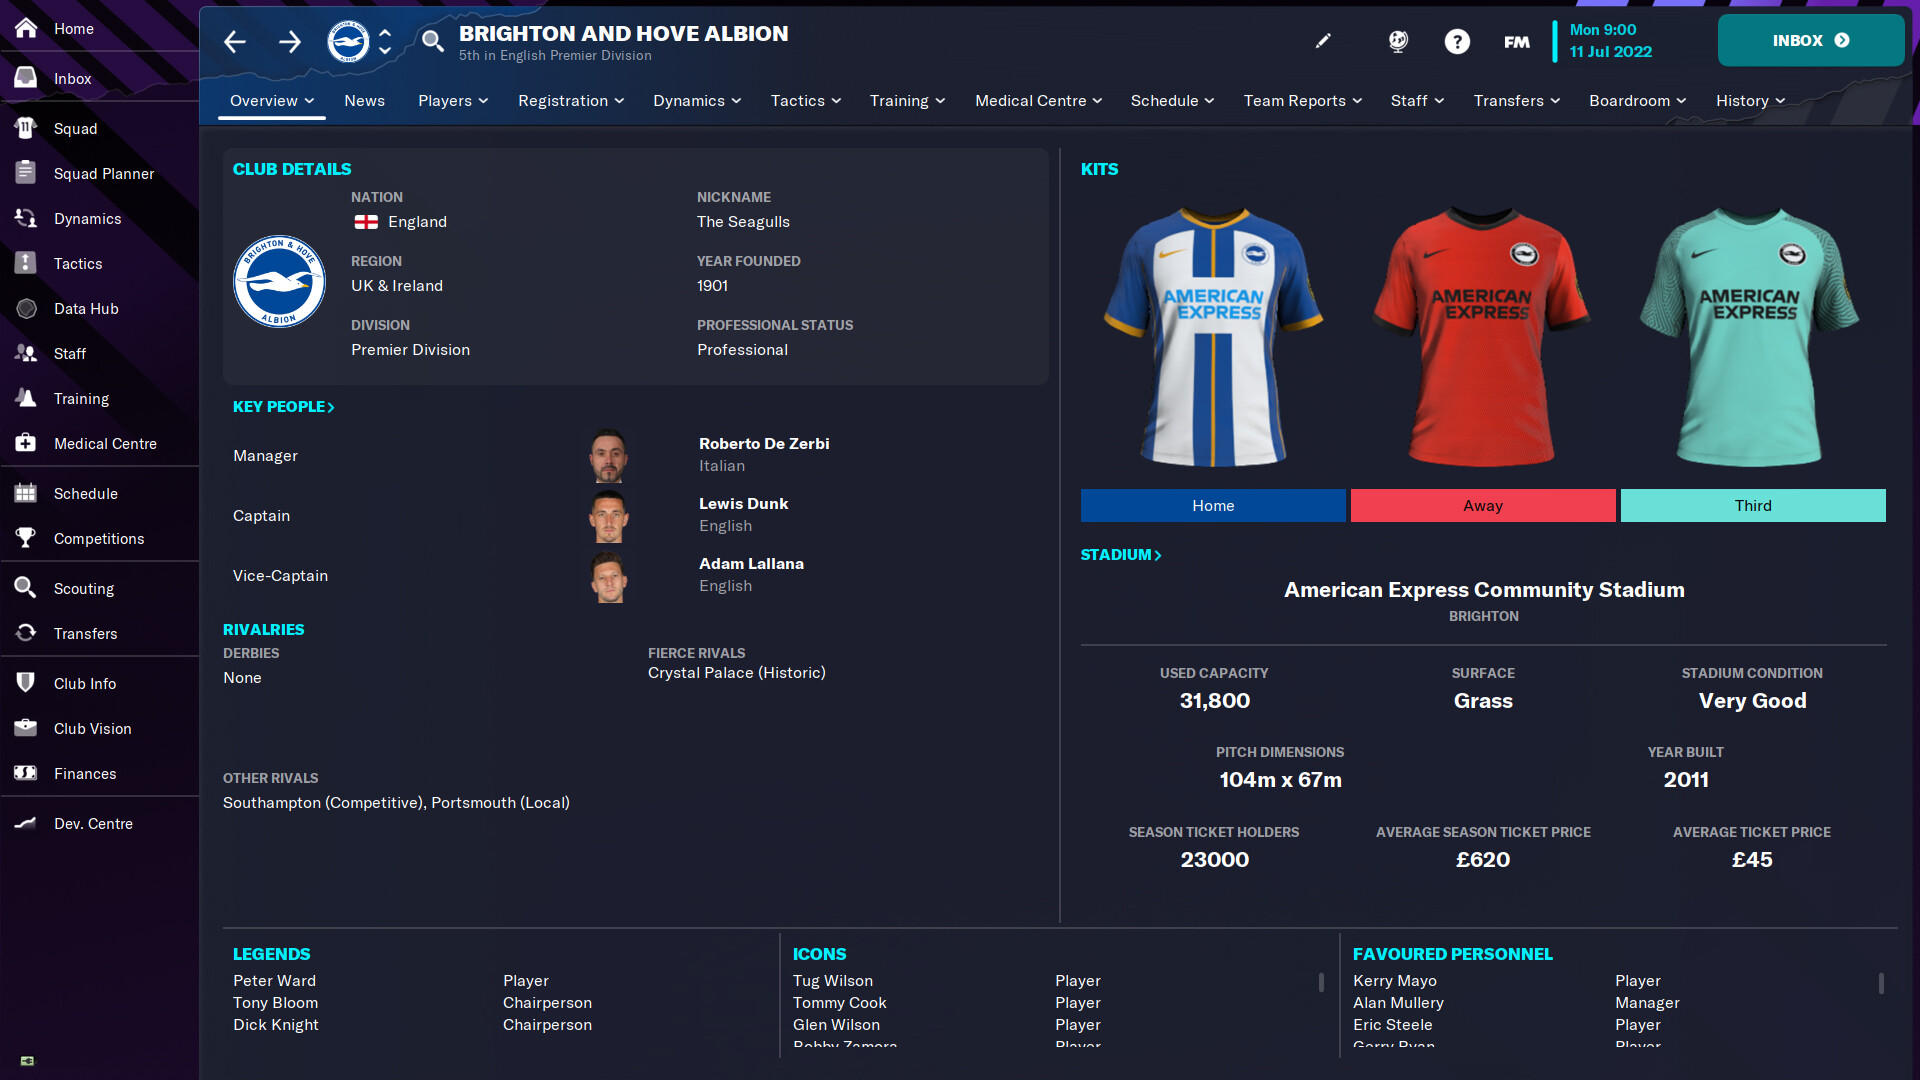 Home
Inbox
Squad
Squad Planner
Dynamics
Tactics
Data Hub
Staff
Training
Medical Centre
Schedule
Competitions
Scouting
Transfers
Club Info
Club Vision
Finances
Dev. Centre
BRIGHTON AND HOVE ALBION
5th in English Premier Division
FM
Mon 9:00
11 Jul 2022
INBOX
Overview News Players Registration Dynamics Tactics Training Medical Centre Schedule Team Reports Staff Transfers Boardroom History
CLUB DETAILS
BRIGHTON & HOVE
ALBION
NATION
England
NICKNAME
The Seagulls
REGION
UK & Ireland
YEAR FOUNDED
1901
DIVISION
Premier Division
PROFESSIONAL STATUS
Professional
KEY PEOPLE
Manager
Roberto De Zerbi
Italian
Captain
Lewis Dunk
English
Vice-Captain
Adam Lallana
English
RIVALRIES
DERBIES
None
FIERCE RIVALS
Crystal Palace (Historic)
OTHER RIVALS
Southampton (Competitive), Portsmouth (Local)
KITS
AMERICAN EXPRESS
AMERICAN EXPRESS
AMERICAN EXPRESS
Home
Away
Third
STADIUM
American Express Community Stadium
BRIGHTON
USED CAPACITY
31,800
SURFACE
Grass
STADIUM CONDITION
Very Good
PITCH DIMENSIONS
104m x 67m
YEAR BUILT
2011
SEASON TICKET HOLDERS
23000
AVERAGE SEASON TICKET PRICE
£620
AVERAGE TICKET PRICE
£45
LEGENDS
Peter Ward Player
Tony Bloom Chairperson
Dick Knight Chairperson
ICONS
Tug Wilson Player
Tommy Cook Player
Glen Wilson Player
Bobby Zamora Player
FAVOURED PERSONNEL
Kerry Mayo Player
Alan Mullery Manager
Eric Steele Player
Gerry Ryan Player